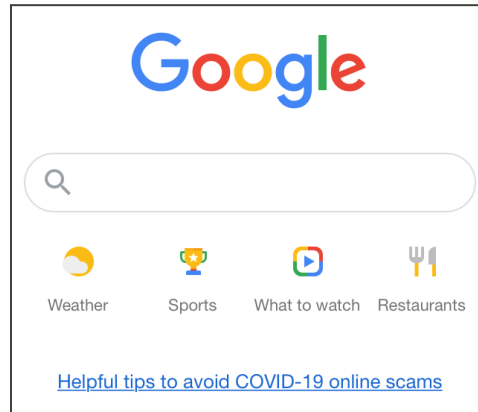 Google
Weather Sports What to watch Restaurants
Helpful tips to avoid COVID-19 online scams